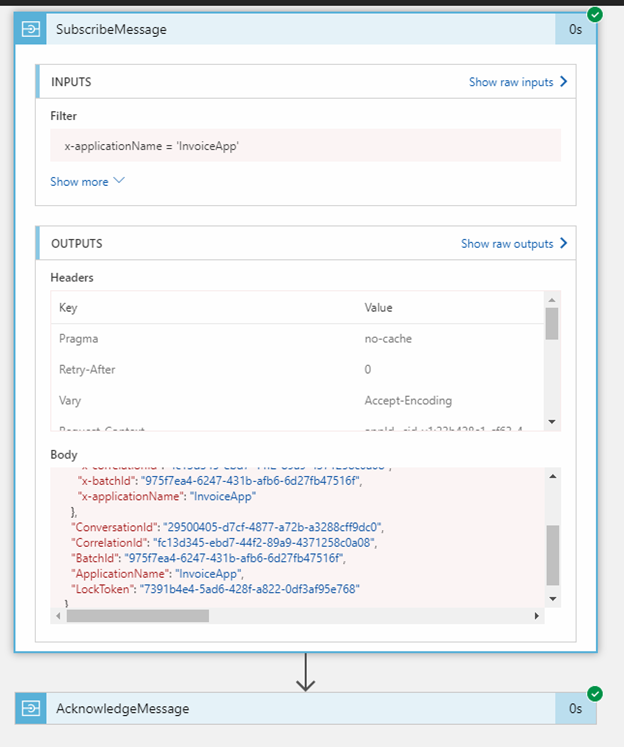 SubscribeMessage 0s
INPUTS Show raw inputs
Filter
x-applicationName = 'InvoiceApp'
Show more
OUTPUTS Show raw outputs
Headers
Key Value
Pragma no-cache
Retry-After 0
Vary Accept-Encoding
Request-Context
Body
"x-batchId": "975f7ea4-6247-431b-afb6-6d27fb47516f",
"x-applicationName": "InvoiceApp"
},
"ConversationId": "29500405-d7cf-4877-a72b-a3288cff9dc0",
"CorrelationId": "fc13d345-ebd7-44f2-89a9-4371258c0a08",
"BatchId": "975f7ea4-6247-431b-afb6-6d27fb47516f",
"ApplicationName": "InvoiceApp",
"LockToken": "7391b4e4-5ad6-428f-a822-0df3af95e768"
}
AcknowledgeMessage 0s